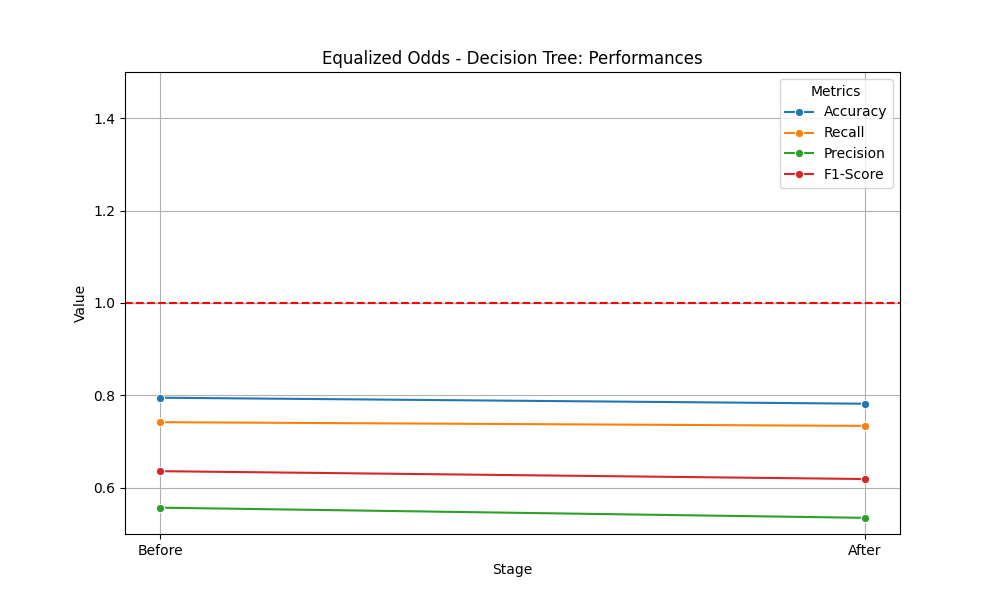 Equalized Odds - Decision Tree: Performances
Metrics
Accuracy
Recall
Precision
F1-Score
1.4
1.2
1.0
0.8
0.6
Value
Before
After
Stage